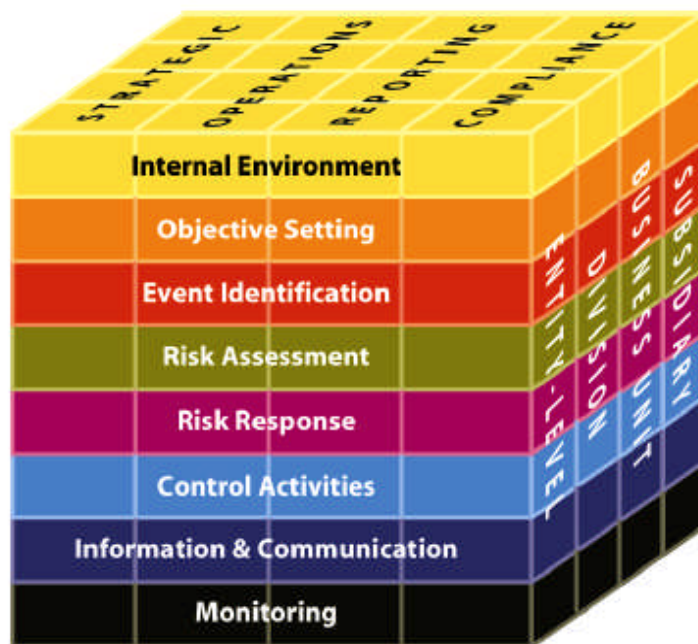 STRATEGIC
OPERATIONS
REPORTING
COMPLIANCE
Internal Environment
Objective Setting
Event Identification
Risk Assessment
Risk Response
Control Activities
Information & Communication
Monitoring
ENTITY-LEVEL
DIVISION
BUSINESS UNIT
SUBSIDIARY